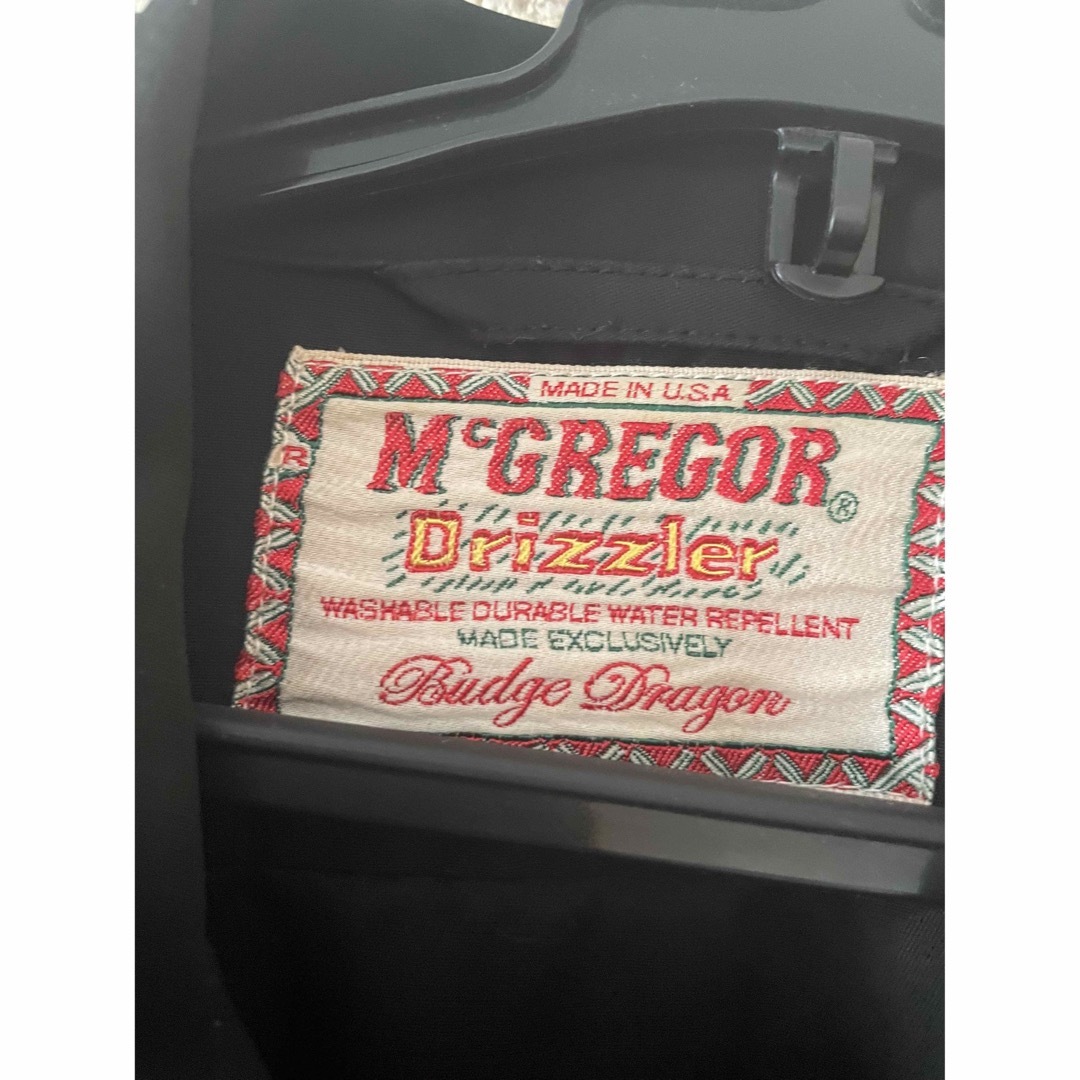 MADE IN U.S.A
McGREGOR®
R
Drizzler
WASHABLE DURABLE WATER REPELLENT
MADE EXCLUSIVELY
Budge Dragon